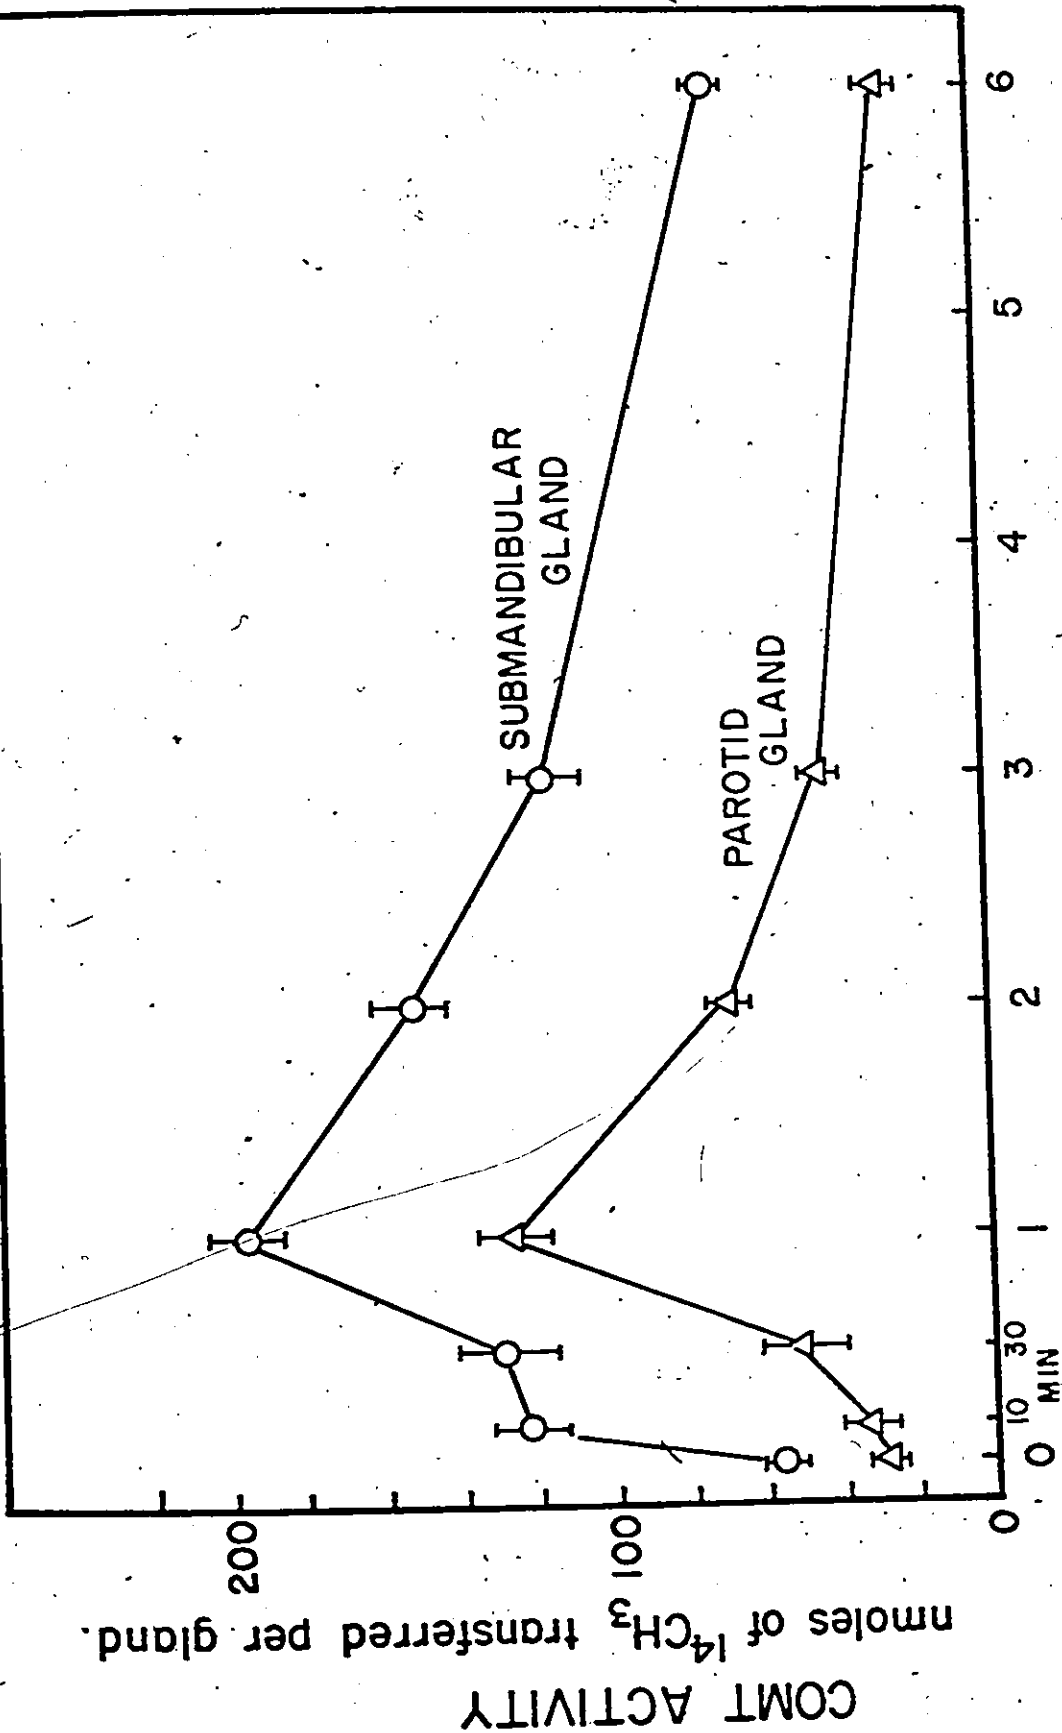 COMT ACTIVITY
nmoles of ¹⁴CH₃ transferred per gland.
200
100
0
SUBMANDIBULAR
GLAND
PAROTID
GLAND
0 10 30 1 2 3 4 5 6
MIN